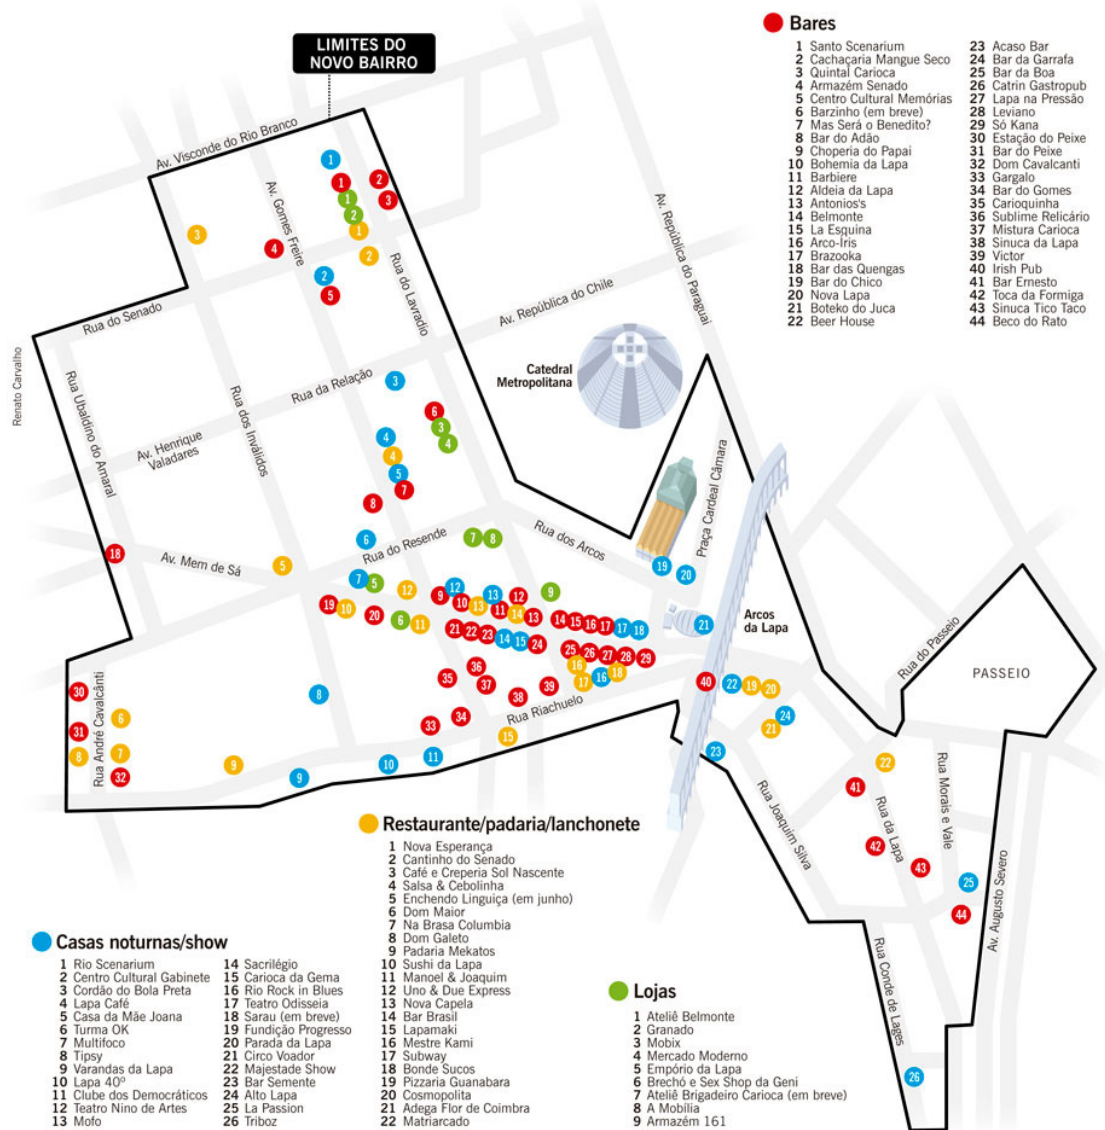 LIMITES DO
NOVO BAIRRO
Av. Visconde do Rio Branco
Av. Gomes Freire
Rua do Lavradio
Av. República do Paraguai
Rua do Senado
Av. República do Chile
Renato Carvalho
Rua Ubaldino do Amaral
Rua dos Inválidos
Rua da Relação
Av. Henrique
Valadares
Catedral
Metropolitana
Praça Cardeal Câmara
Av. Mem de Sá
Rua do Resende
Rua dos Arcos
Arcos
da Lapa
Rua do Passeio
PASSEIO
Rua André Cavalcânti
Rua Riachuelo
Rua Joaquim Silva
Rua da Lapa
Rua Morais e Vale
Av. Augusto Severo
Rua Conde de Lages
Bares
1 Santo Scenarium
2 Cachaçaria Mangue Seco
3 Quintal Carioca
4 Armazém Senado
5 Centro Cultural Memórias
6 Barzinho (em breve)
7 Mas Será o Benedito?
8 Bar do Adão
9 Choperia do Papai
10 Bohemia da Lapa
11 Barbiere
12 Aldeia da Lapa
13 Antonios's
14 Belmonte
15 La Esquina
16 Arco-Íris
17 Brazooka
18 Bar das Quengas
19 Bar do Chico
20 Nova Lapa
21 Boteko do Juca
22 Beer House
23 Acaso Bar
24 Bar da Garrafa
25 Bar da Boa
26 Catrin Gastropub
27 Lapa na Pressão
28 Leviano
29 Só Kana
30 Estação do Peixe
31 Bar do Peixe
32 Dom Cavalcanti
33 Gargalo
34 Bar do Gomes
35 Carioquinha
36 Sublime Relicário
37 Mistura Carioca
38 Sinuca da Lapa
39 Victor
40 Irish Pub
41 Bar Ernesto
42 Toca da Formiga
43 Sinuca Tico Taco
44 Beco do Rato
Restaurante/padaria/lanchonete
1 Nova Esperança
2 Cantinho do Senado
3 Café e Creperia Sol Nascente
4 Salsa & Cebolinha
5 Enchendo Linguiça (em junho)
6 Dom Maior
7 Na Brasa Columbia
8 Dom Galeto
9 Padaria Mekatos
10 Sushi da Lapa
11 Manoel & Joaquim
12 Uno & Due Express
13 Nova Capela
14 Bar Brasil
15 Lapamaki
16 Mestre Kami
17 Subway
18 Bonde Sucos
19 Pizzaria Guanabara
20 Cosmopolita
21 Adega Flor de Coimbra
22 Matriarcado
Casas noturnas/show
1 Rio Scenarium
2 Centro Cultural Gabinete
3 Cordão do Bola Preta
4 Lapa Café
5 Casa da Mãe Joana
6 Turma OK
7 Multifoco
8 Tipsy
9 Varandas da Lapa
10 Lapa 40º
11 Clube dos Democráticos
12 Teatro Nino de Artes
13 Mofo
14 Sacrilégio
15 Carioca da Gema
16 Rio Rock in Blues
17 Teatro Odisseia
18 Sarau (em breve)
19 Fundição Progresso
20 Parada da Lapa
21 Circo Voador
22 Majestade Show
23 Bar Semente
24 Alto Lapa
25 La Passion
26 Triboz
Lojas
1 Ateliê Belmonte
2 Granado
3 Mobix
4 Mercado Moderno
5 Empório da Lapa
6 Brechó e Sex Shop da Geni
7 Ateliê Brigadeiro Carioca (em breve)
8 A Mobília
9 Armazém 161